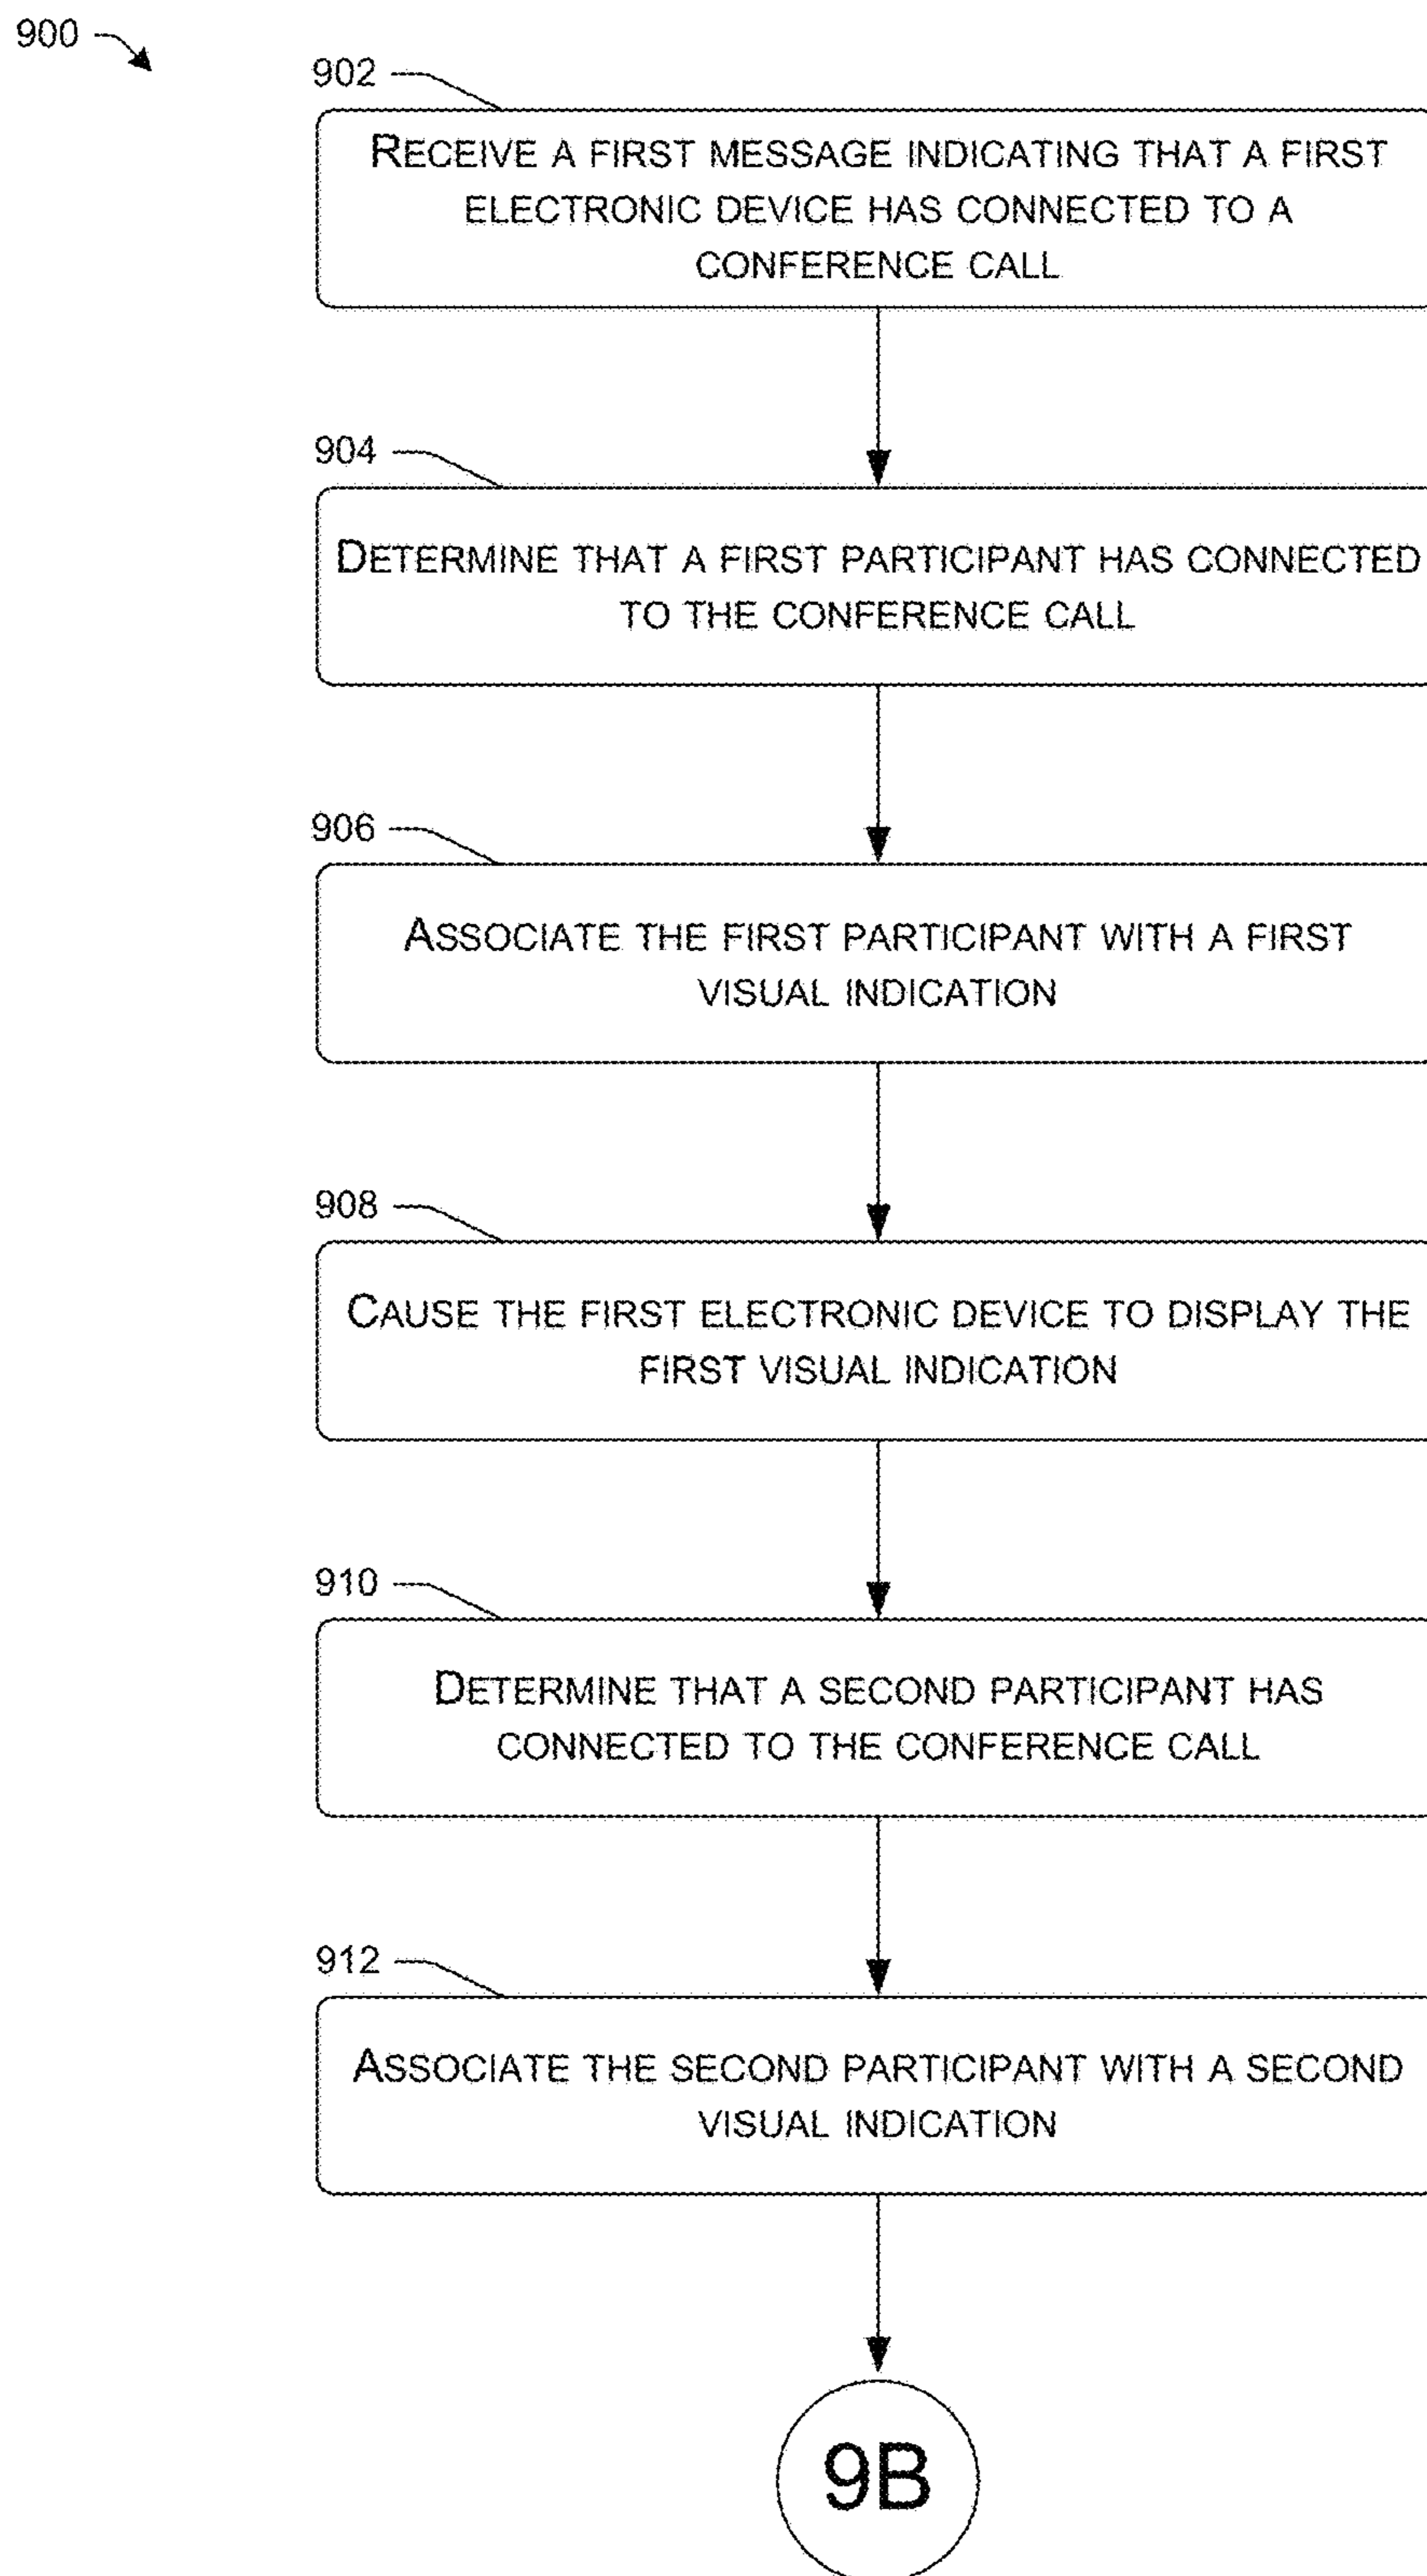 900
902
RECEIVE A FIRST MESSAGE INDICATING THAT A FIRST
ELECTRONIC DEVICE HAS CONNECTED TO A
CONFERENCE CALL
904
DETERMINE THAT A FIRST PARTICIPANT HAS CONNECTED
TO THE CONFERENCE CALL
906
ASSOCIATE THE FIRST PARTICIPANT WITH A FIRST
VISUAL INDICATION
908
CAUSE THE FIRST ELECTRONIC DEVICE TO DISPLAY THE
FIRST VISUAL INDICATION
910
DETERMINE THAT A SECOND PARTICIPANT HAS
CONNECTED TO THE CONFERENCE CALL
912
ASSOCIATE THE SECOND PARTICIPANT WITH A SECOND
VISUAL INDICATION
9B